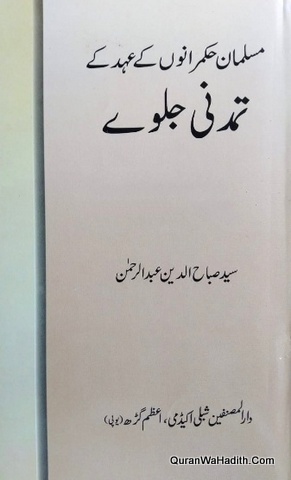 مسلمان حکمرانوں کے عہد کے
تمدنی جلوے
سید صباح الدین عبدالرحمٰن
دارالمصنفین شبلی اکیڈمی، اعظم گڑھ (یوپی)
QuranWaHadith.Com